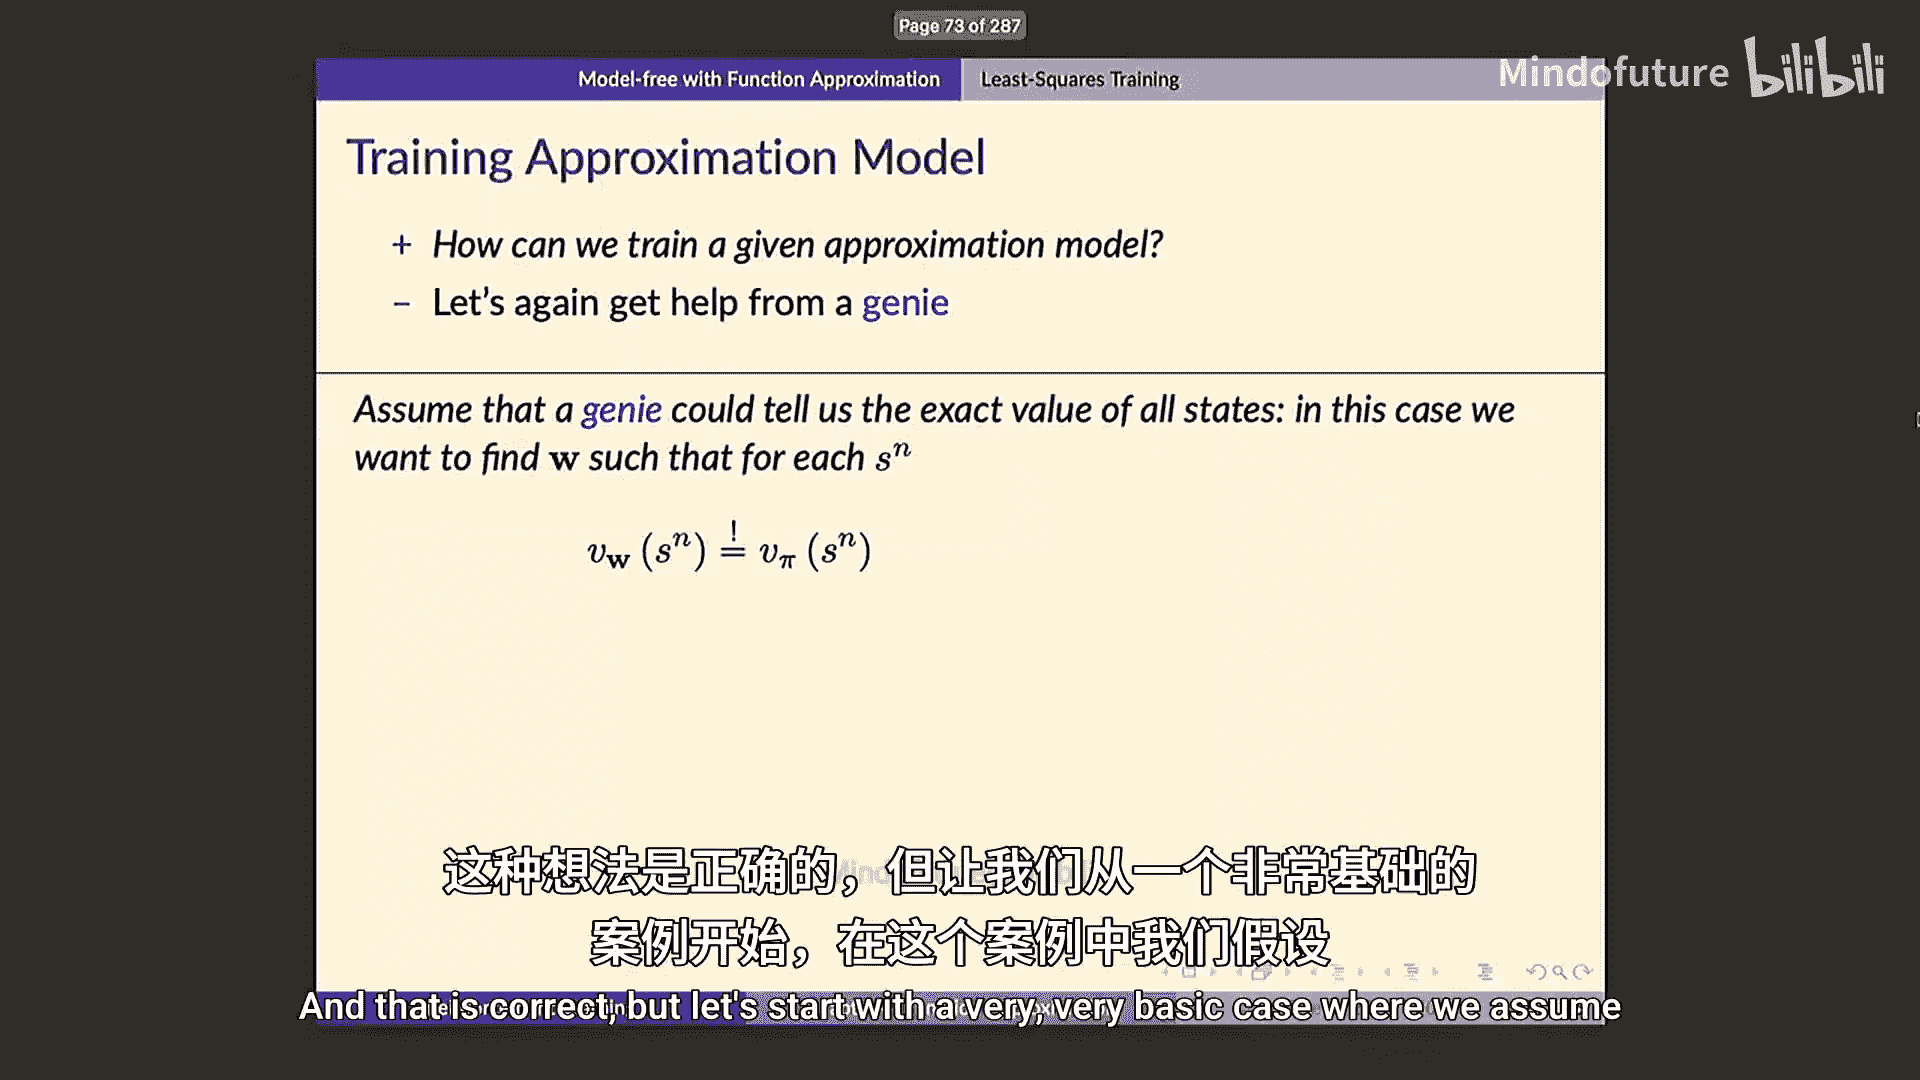 Page 73 of 287
Mindofuture bilibili
Model-free with Function Approximation Least-Squares Training
Training Approximation Model
+ How can we train a given approximation model?
– Let's again get help from a genie
Assume that a genie could tell us the exact value of all states: in this case we
want to find w such that for each sⁿ
v_w (sⁿ) =^! v_π (sⁿ)
这种想法是正确的，但让我们从一个非常基础的
案例开始，在这个案例中我们假设
And that is correct, but let's start with a very, very basic case where we assume